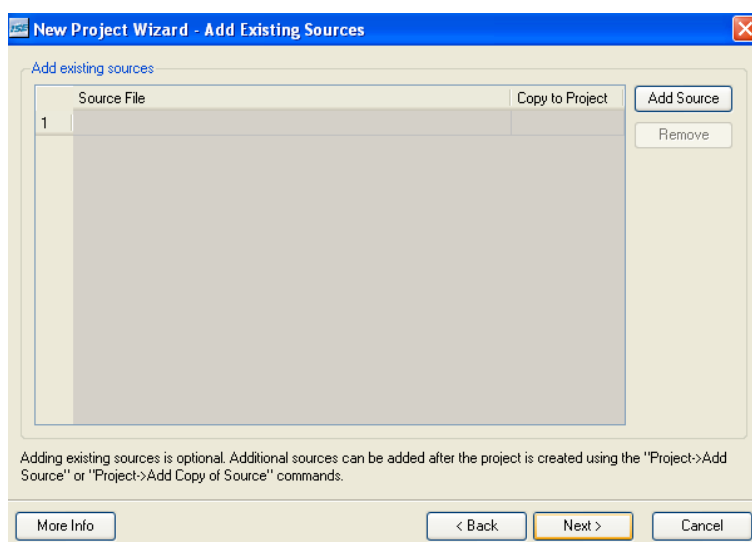 ISE New Project Wizard - Add Existing Sources
Add existing sources
Source File Copy to Project Add Source
1
Remove
Adding existing sources is optional. Additional sources can be added after the project is created using the "Project->Add
Source" or "Project->Add Copy of Source" commands.
More Info < Back Next > Cancel